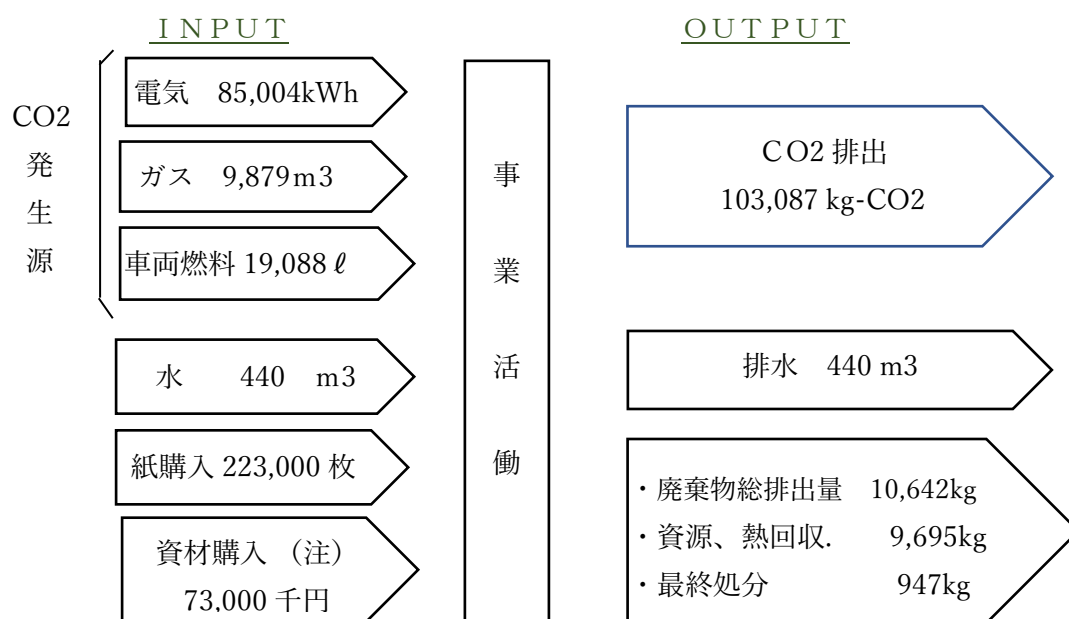 ＩＮＰＵＴ
CO2
発
生
源
電気　85,004kWh
ガス　9,879ｍ3
車両燃料 19,088ℓ
水　　440　ｍ3
紙購入 223,000 枚
資材購入 （注）
73,000 千円
事
業
活
働
ＯＵＴＰＵＴ
ＣO2 排出
103,087 kg-CO2
排水　440 m3
・廃棄物総排出量　10,642kg
・資源、熱回収.　　9,695kg
・最終処分　　　　　947kg